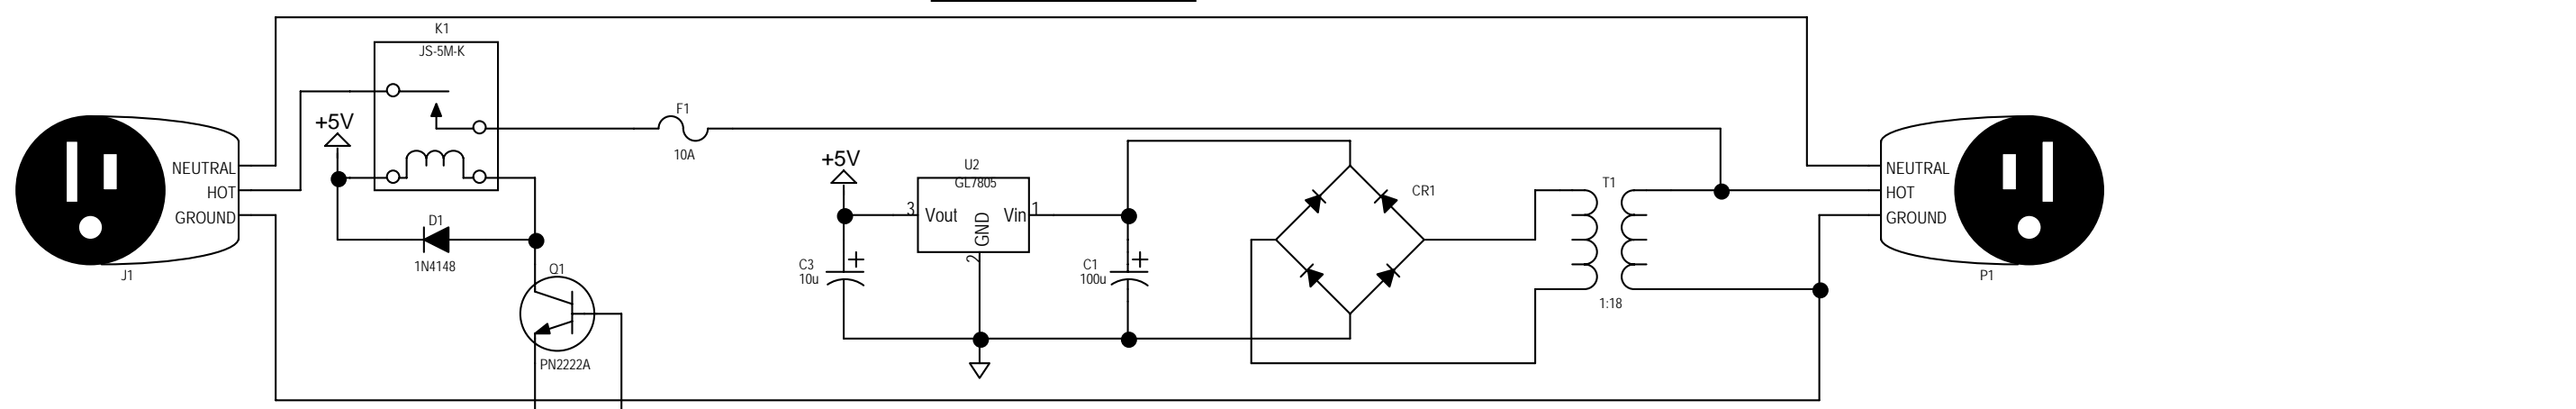 K1
JS-5M-K
+5V
NEUTRAL
HOT
GROUND
J1
D1
1N4148
Q1
PN2222A
F1
10A
+5V
U2
GL7805
3
Vout
GND
Vin
1
2
C3
10u
+
C1
100u
+
CR1
T1
1:18
NEUTRAL
HOT
GROUND
P1